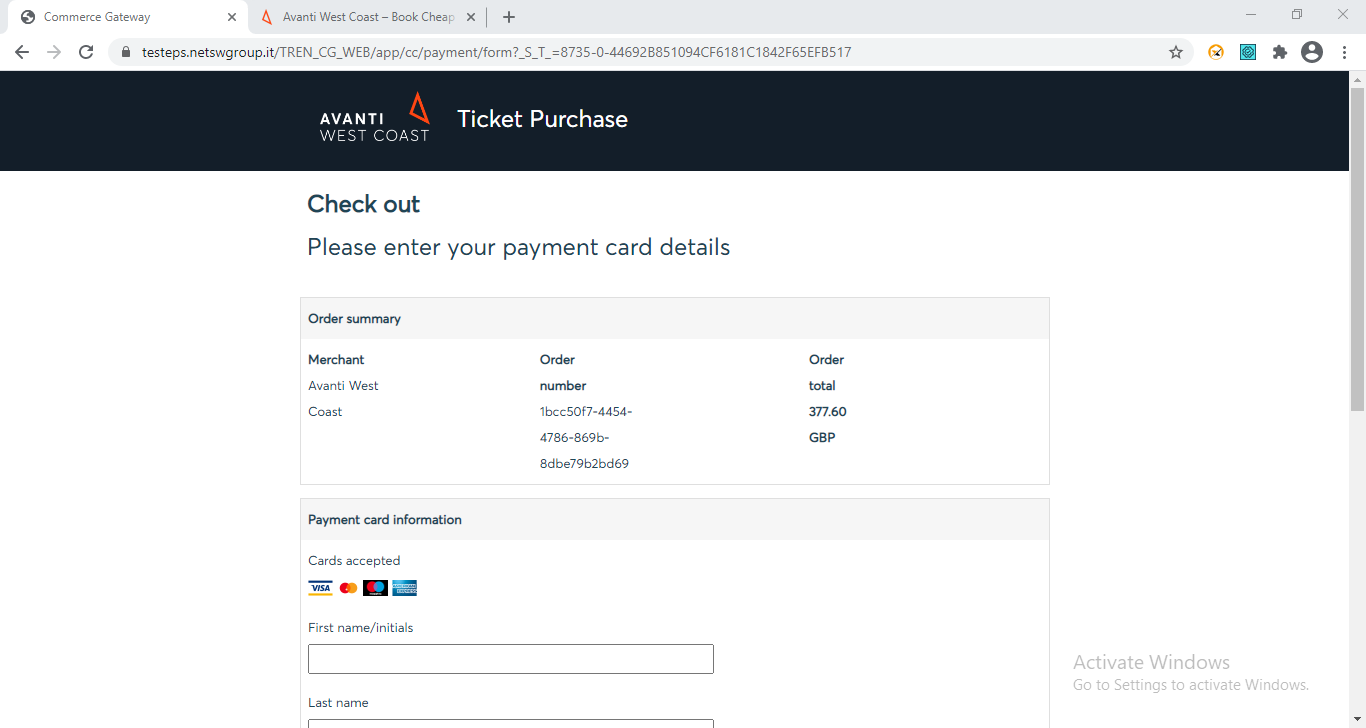 Commerce Gateway
Avanti West Coast – Book Cheap
testeps.netswgroup.it/TREN_CG_WEB/app/cc/payment/form?_S_T_=8735-0-44692B851094CF6181C1842F65EFB517
AVANTI
WEST COAST
Ticket Purchase
Check out
Please enter your payment card details
Order summary
Merchant
Avanti West
Coast
Order
number
1bcc50f7-4454-
4786-869b-
8dbe79b2bd69
Order
total
377.60
GBP
Payment card information
Cards accepted
VISA
First name/initials
Last name
Activate Windows
Go to Settings to activate Windows.